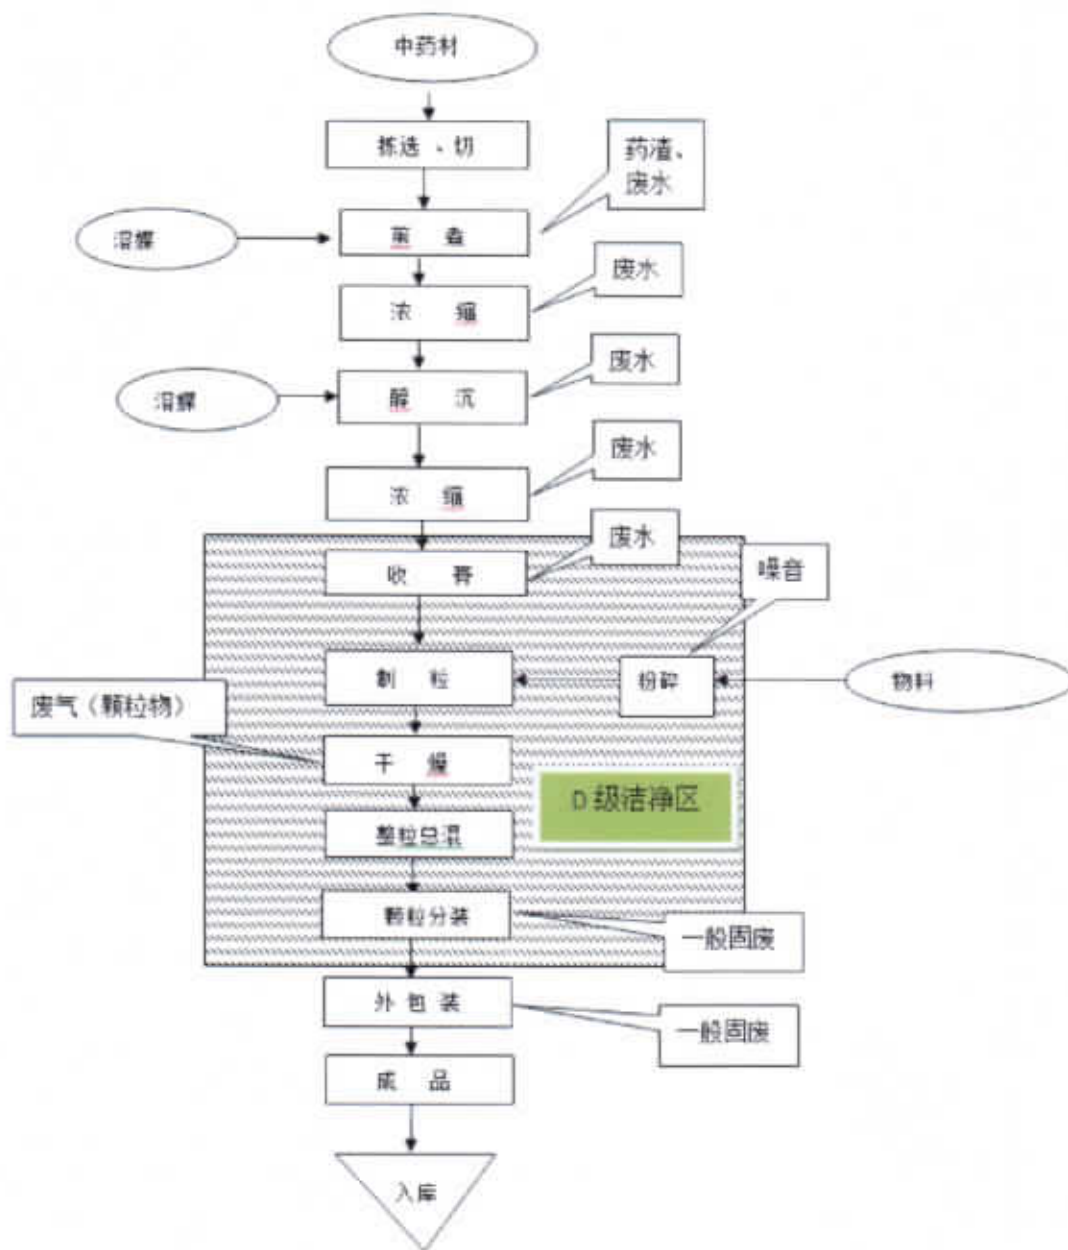 中药材
拣选 、切
药渣、
废水
溶媒
煎 煮
废水
浓 缩
废水
溶媒
醇 沉
废水
浓 缩
废水
收 膏
噪音
制 粒
粉碎
物料
废气（颗粒物）
干 燥
D 级洁净区
整粒总混
颗粒分装
一般固废
外 包 装
一般固废
成 品
入库